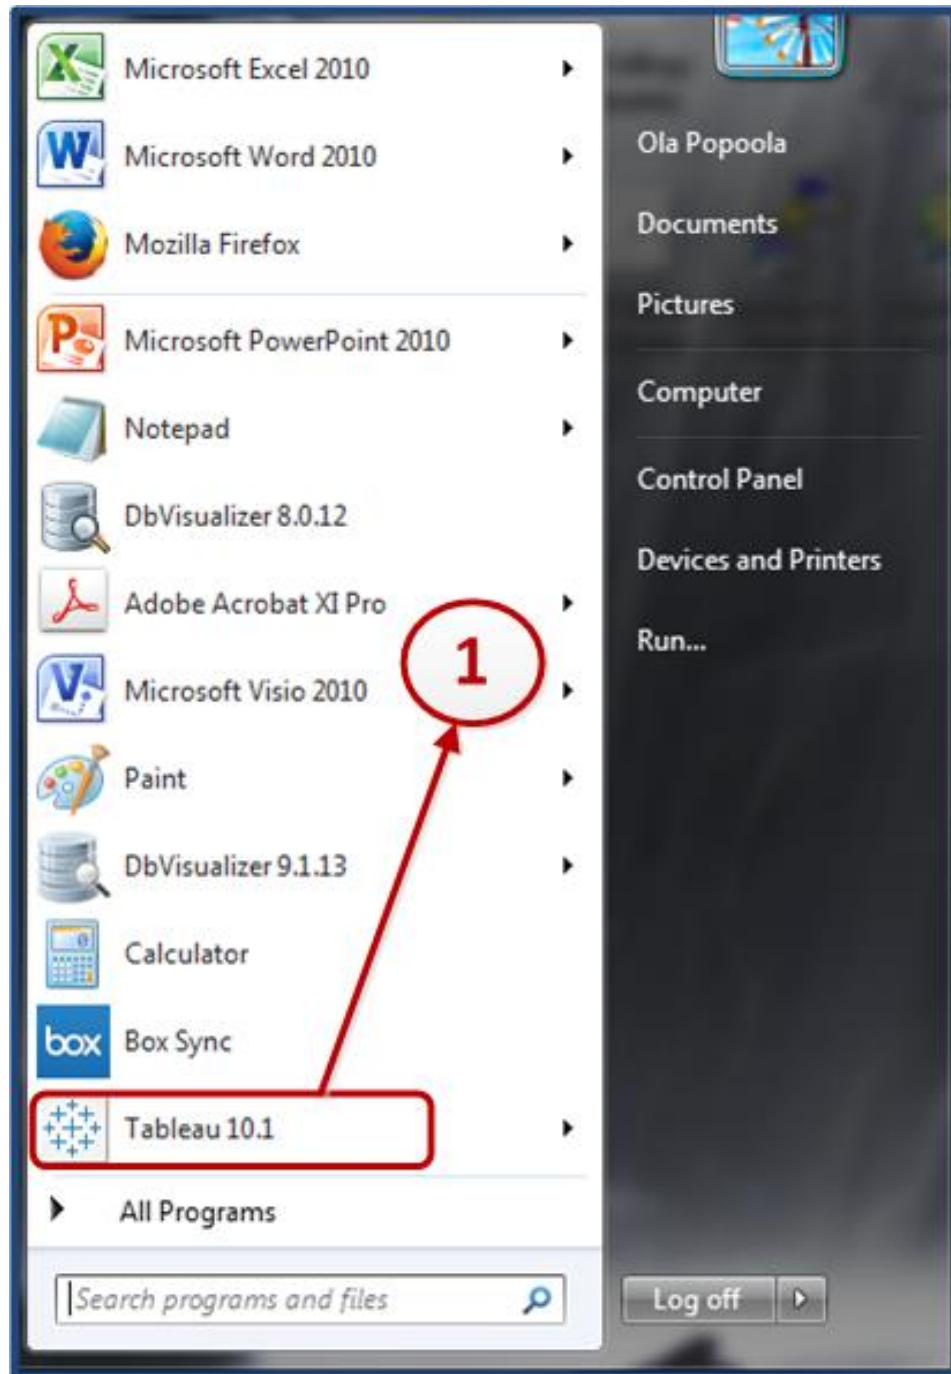 Microsoft Excel 2010
Microsoft Word 2010
Mozilla Firefox
Microsoft PowerPoint 2010
Notepad
DbVisualizer 8.0.12
Adobe Acrobat XI Pro
1
Microsoft Visio 2010
Paint
DbVisualizer 9.1.13
Calculator
box Box Sync
Tableau 10.1
All Programs
Search programs and files
Ola Popoola
Documents
Pictures
Computer
Control Panel
Devices and Printers
Run...
Log off